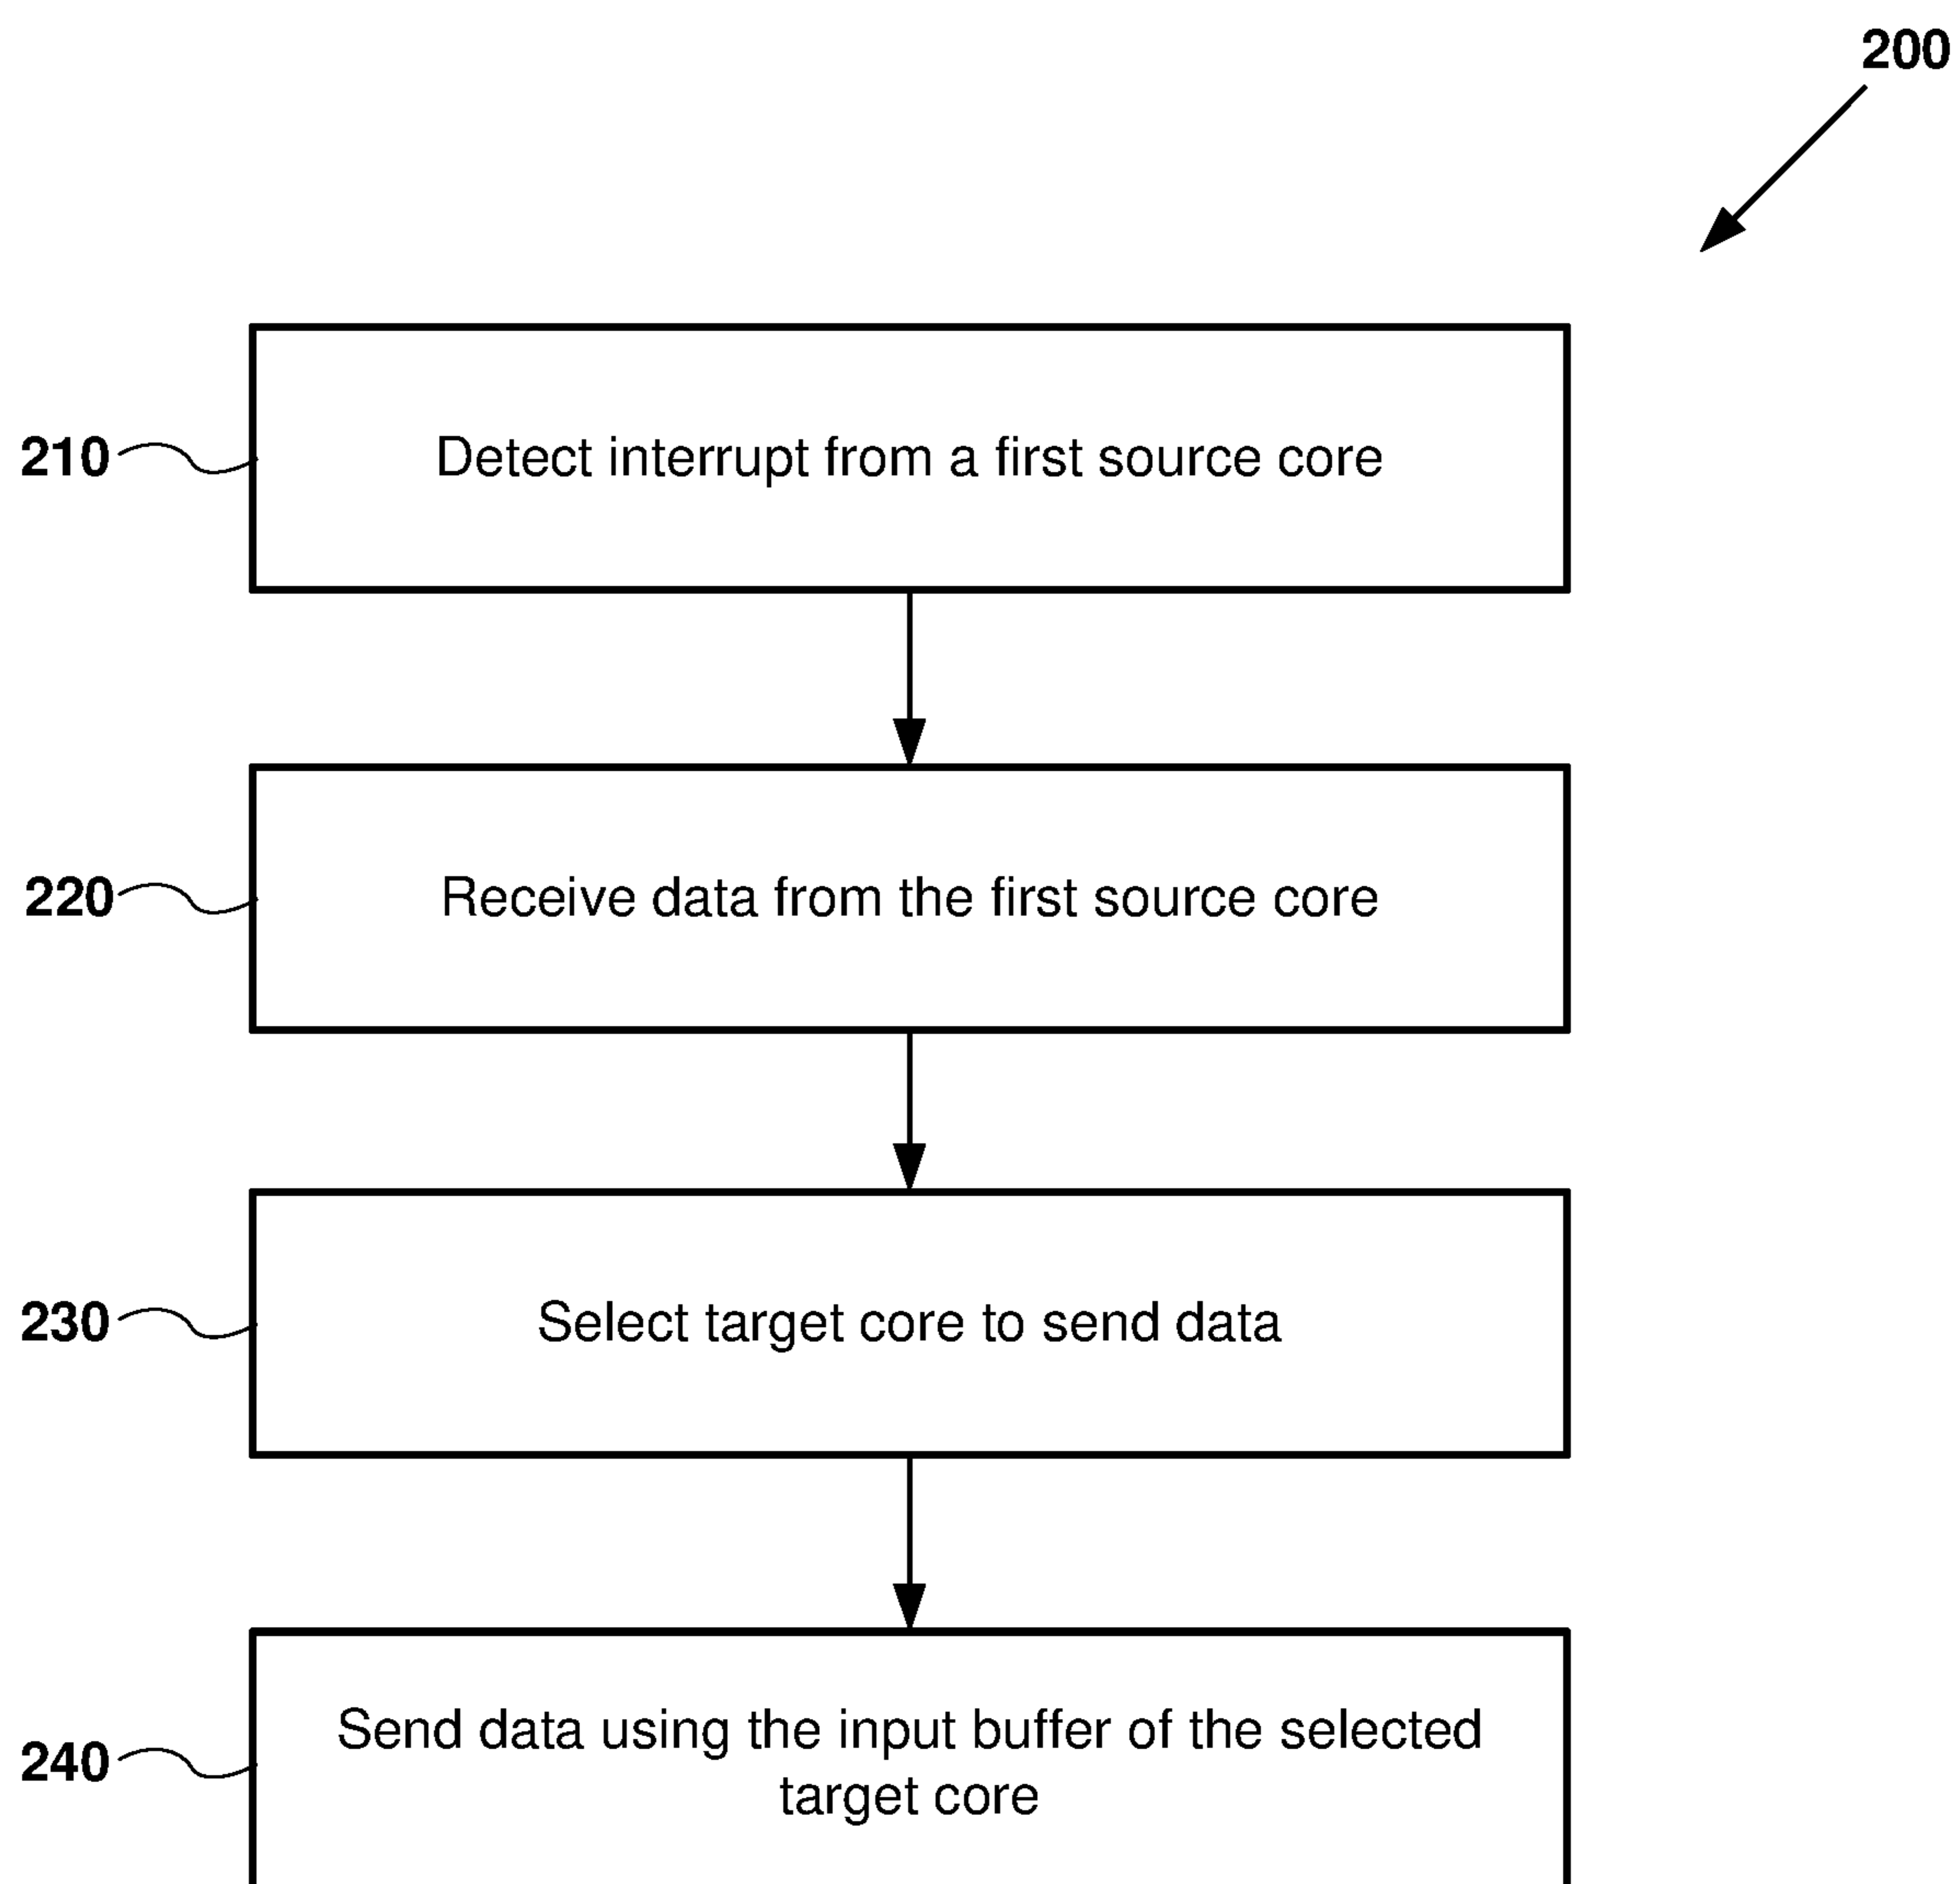 200
210
Detect interrupt from a first source core
220
Receive data from the first source core
230
Select target core to send data
240
Send data using the input buffer of the selected
target core